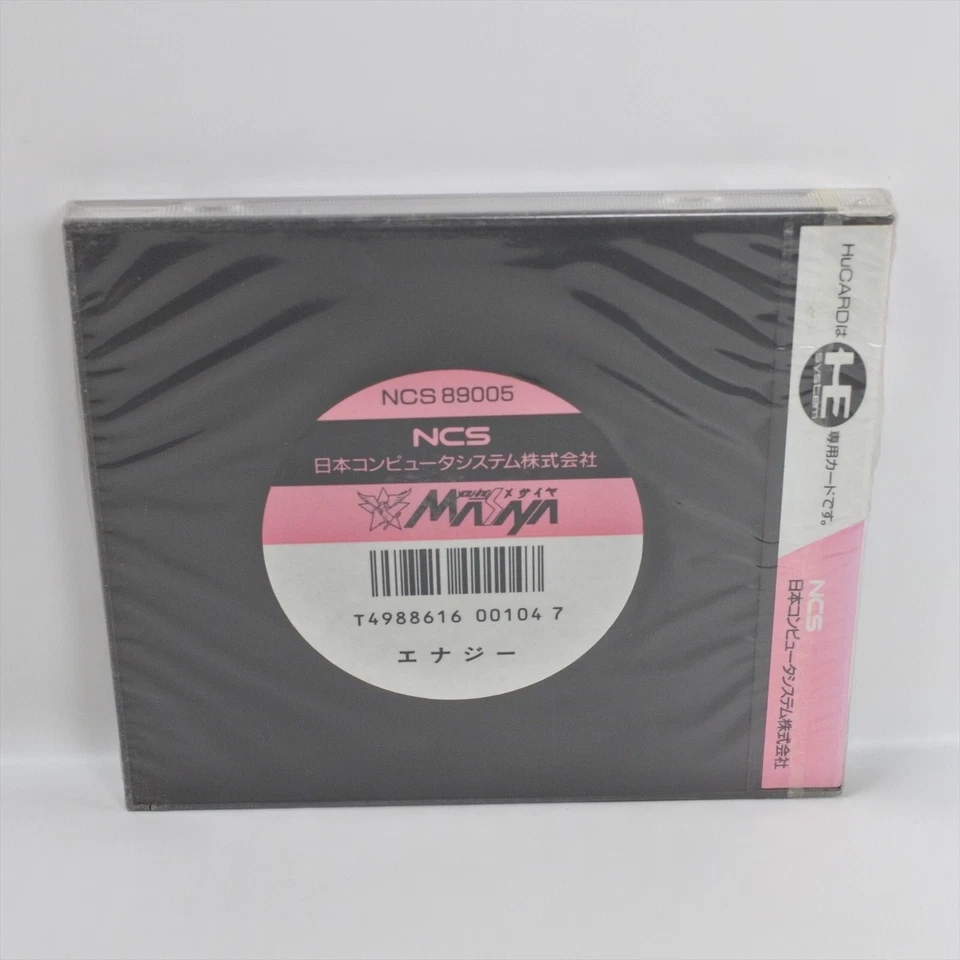 NCS 89005
NCS
日本コンピュータシステム株式会社
メサイヤ
MASAYA
T4988616 00104 7
エナジー
HuCARDは
HE
SYSTEM
専用カードです。
NCS
日本コンピュータシステム株式会社